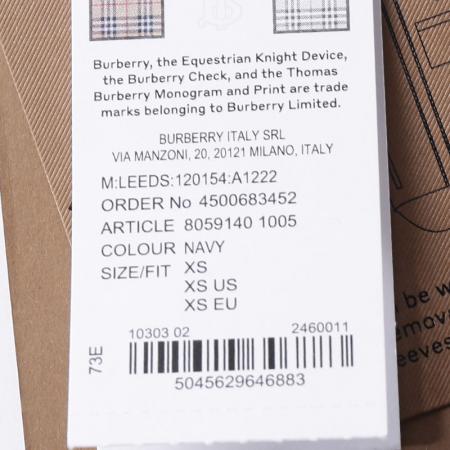 Burberry, the Equestrian Knight Device,
the Burberry Check, and the Thomas
Burberry Monogram and Print are trade
marks belonging to Burberry Limited.
BURBERRY ITALY SRL
VIA MANZONI, 20, 20121 MILANO, ITALY
M:LEEDS:120154:A1222
ORDER No 4500683452
ARTICLE 8059140 1005
COLOUR NAVY
SIZE/FIT XS
XS US
XS EU
10303 02 2460011
73E
5045629646883
be w
eeves